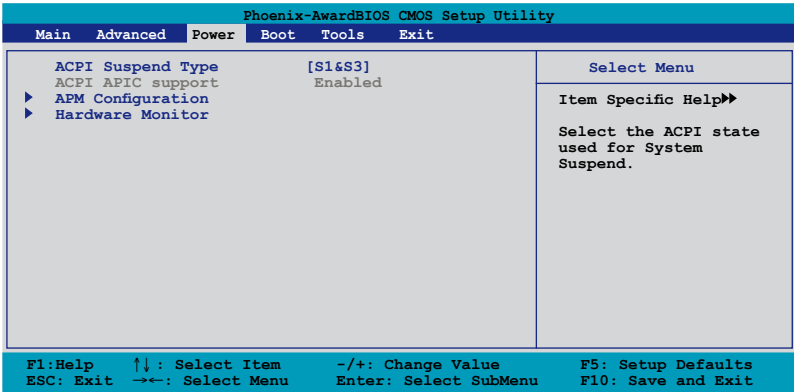 Phoenix-AwardBIOS CMOS Setup Utility
Main Advanced Power Boot Tools Exit
ACPI Suspend Type [S1&S3]
ACPI APIC support Enabled
APM Configuration
Hardware Monitor
Select Menu
Item Specific Help
Select the ACPI state
used for System
Suspend.
F1:Help ↑↓: Select Item -/+: Change Value F5: Setup Defaults
ESC: Exit →←: Select Menu Enter: Select SubMenu F10: Save and Exit